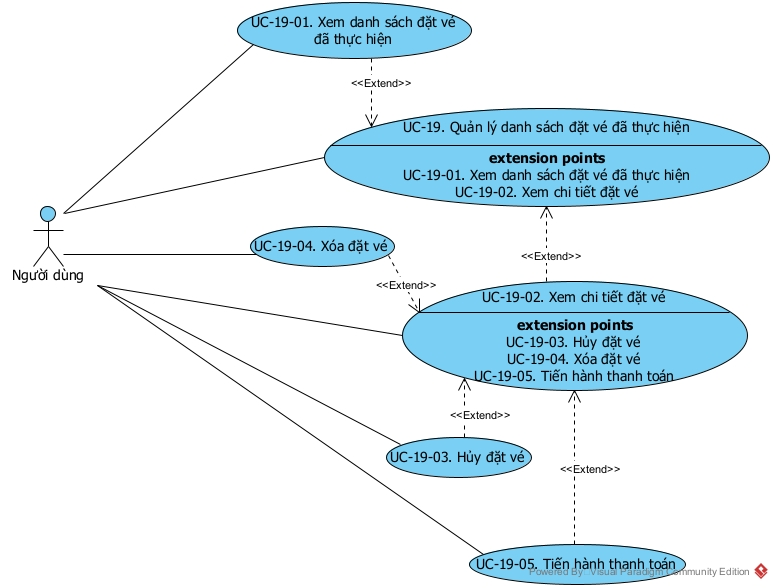 UC-19-01. Xem danh sách đặt vé
đã thực hiện
<<Extend>>
UC-19. Quản lý danh sách đặt vé đã thực hiện
extension points
UC-19-01. Xem danh sách đặt vé đã thực hiện
UC-19-02. Xem chi tiết đặt vé
Người dùng
UC-19-04. Xóa đặt vé
<<Extend>>
<<Extend>>
UC-19-02. Xem chi tiết đặt vé
extension points
UC-19-03. Hủy đặt vé
UC-19-04. Xóa đặt vé
UC-19-05. Tiến hành thanh toán
<<Extend>>
UC-19-03. Hủy đặt vé
<<Extend>>
UC-19-05. Tiến hành thanh toán
Powered By: Visual Paradigm Community Edition